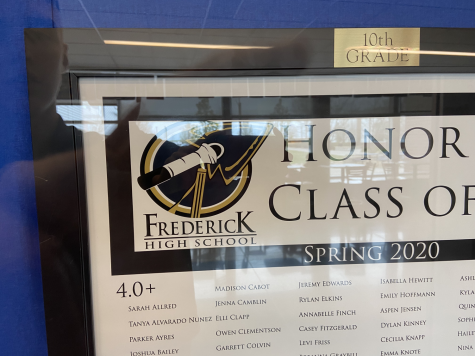 10th
GRADE
HONOR
CLASS OF
FREDERICK
HIGH SCHOOL
SPRING 2020
4.0+
SARAH ALLRED
TANYA ALVARADO NUNEZ
PARKER AYRES
JOSHUA BAILEY
MADISON CABOT
JENNA CAMBLIN
ELLI CLAPP
OWEN CLEMENTSON
GARRETT COLVIN
JEREMY EDWARDS
RYLAN ELKINS
ANNABELLE FINCH
CASEY FITZGERALD
LEVI FRESS
GRAYBILL
ISABELLA HEWITT
EMILY HOFFMANN
ASPEN JENSEN
DYLAN KINNEY
CECILIA KNAPP
EMMA KNOTE